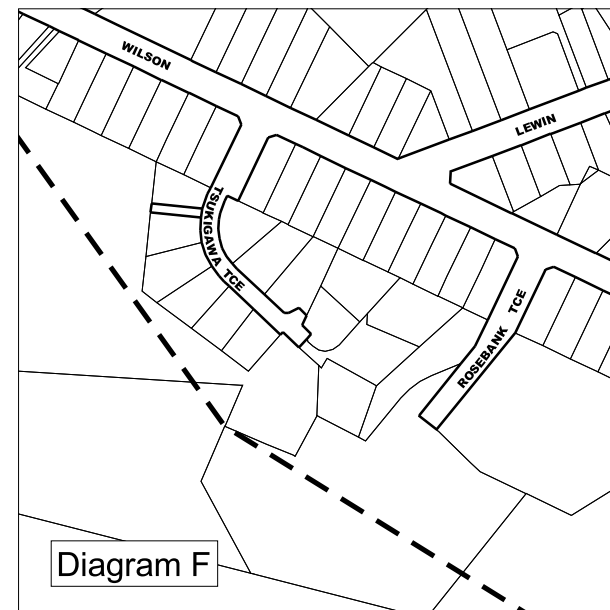 WILSON
LEWIN
TSUKIGAWA TCE
ROSEBANK TCE
Diagram F